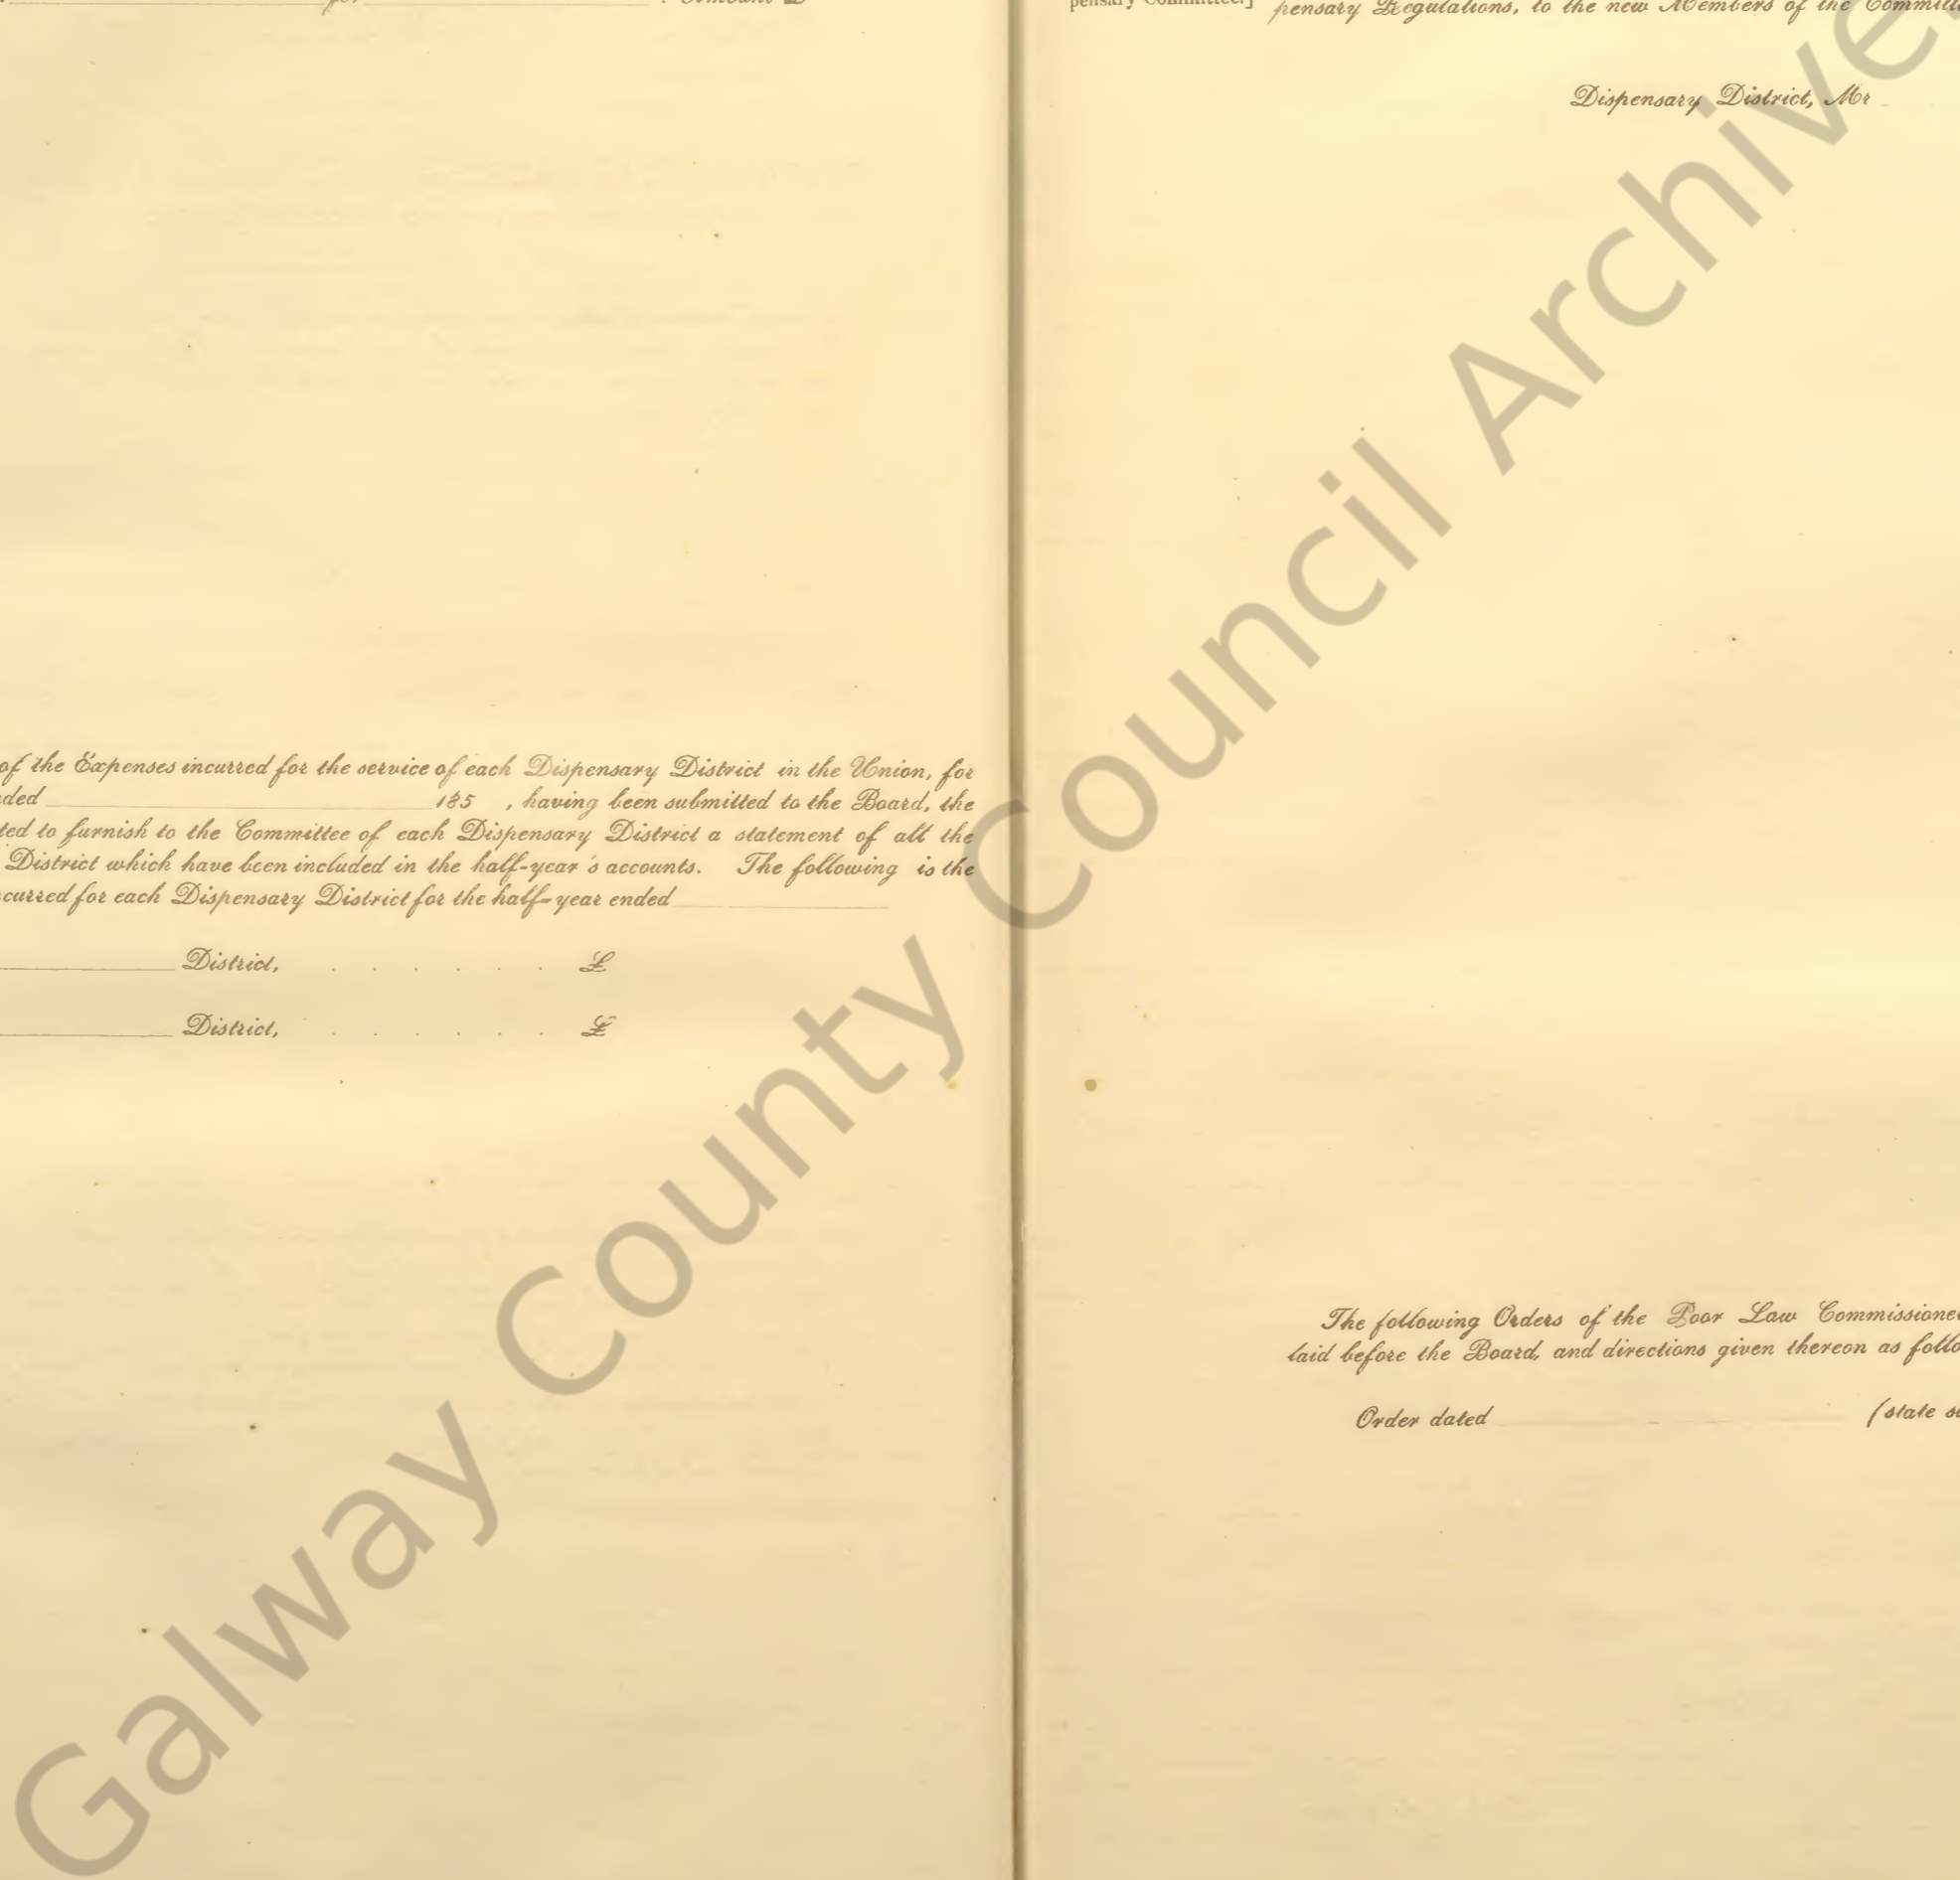 for . Amount £
of the Expenses incurred for the service of each Dispensary District in the Union, for
ded 185 , having been submitted to the Board, the
ted to furnish to the Committee of each Dispensary District a statement of all the
District which have been included in the half-year's accounts. The following is the
curred for each Dispensary District for the half-year ended
District, . . . . . . £
District, . . . . . . £
pensary Committee.]
pensary Regulations, to the new Members of the Committe
Dispensary District, Mr
The following Orders of the Poor Law Commissione
laid before the Board, and directions given thereon as follo
Order dated (state su
Galway County Council Archive